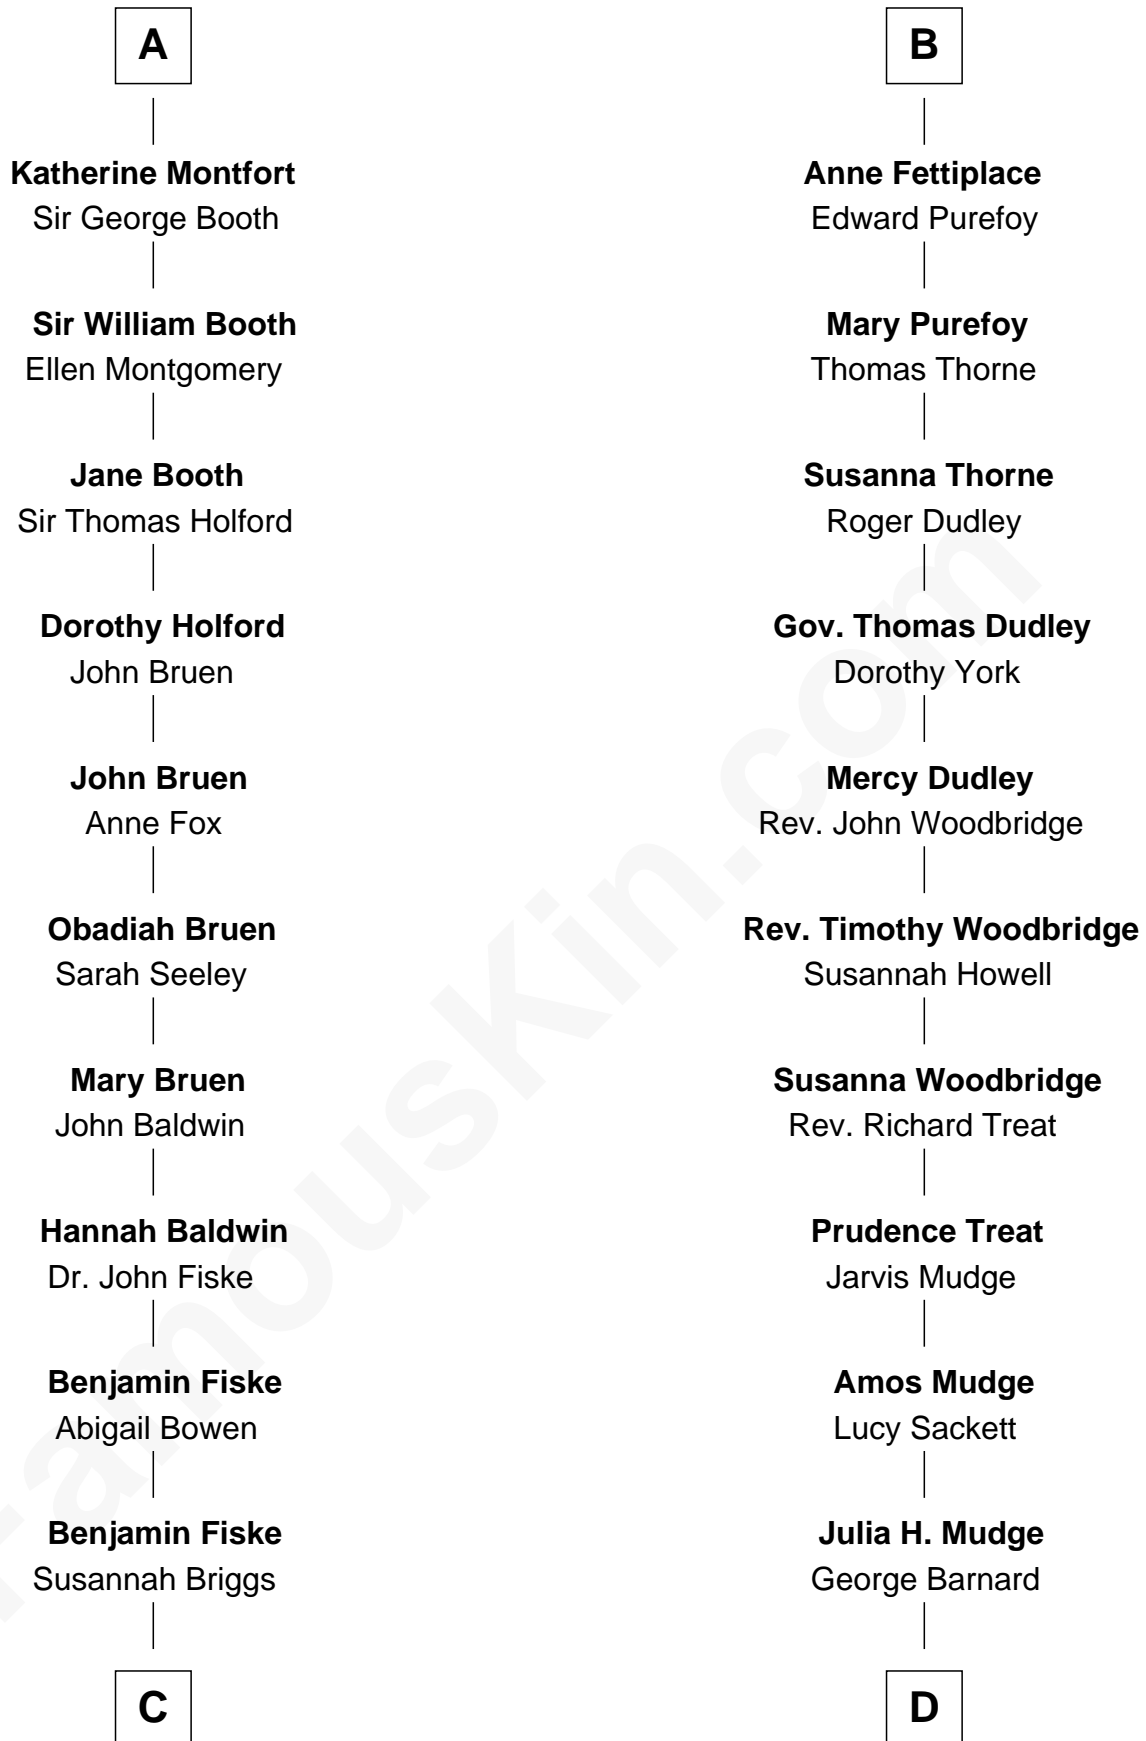 A
Katherine Montfort
Sir George Booth
Sir William Booth
Ellen Montgomery
Jane Booth
Sir Thomas Holford
Dorothy Holford
John Bruen
John Bruen
Anne Fox
Obadiah Bruen
Sarah Seeley
Mary Bruen
John Baldwin
Hannah Baldwin
Dr. John Fiske
Benjamin Fiske
Abigail Bowen
Benjamin Fiske
Susannah Briggs
C
B
Anne Fettiplace
Edward Purefoy
Mary Purefoy
Thomas Thorne
Susanna Thorne
Roger Dudley
Gov. Thomas Dudley
Dorothy York
Mercy Dudley
Rev. John Woodbridge
Rev. Timothy Woodbridge
Susannah Howell
Susanna Woodbridge
Rev. Richard Treat
Prudence Treat
Jarvis Mudge
Amos Mudge
Lucy Sackett
Julia H. Mudge
George Barnard
D
FamousKin.com